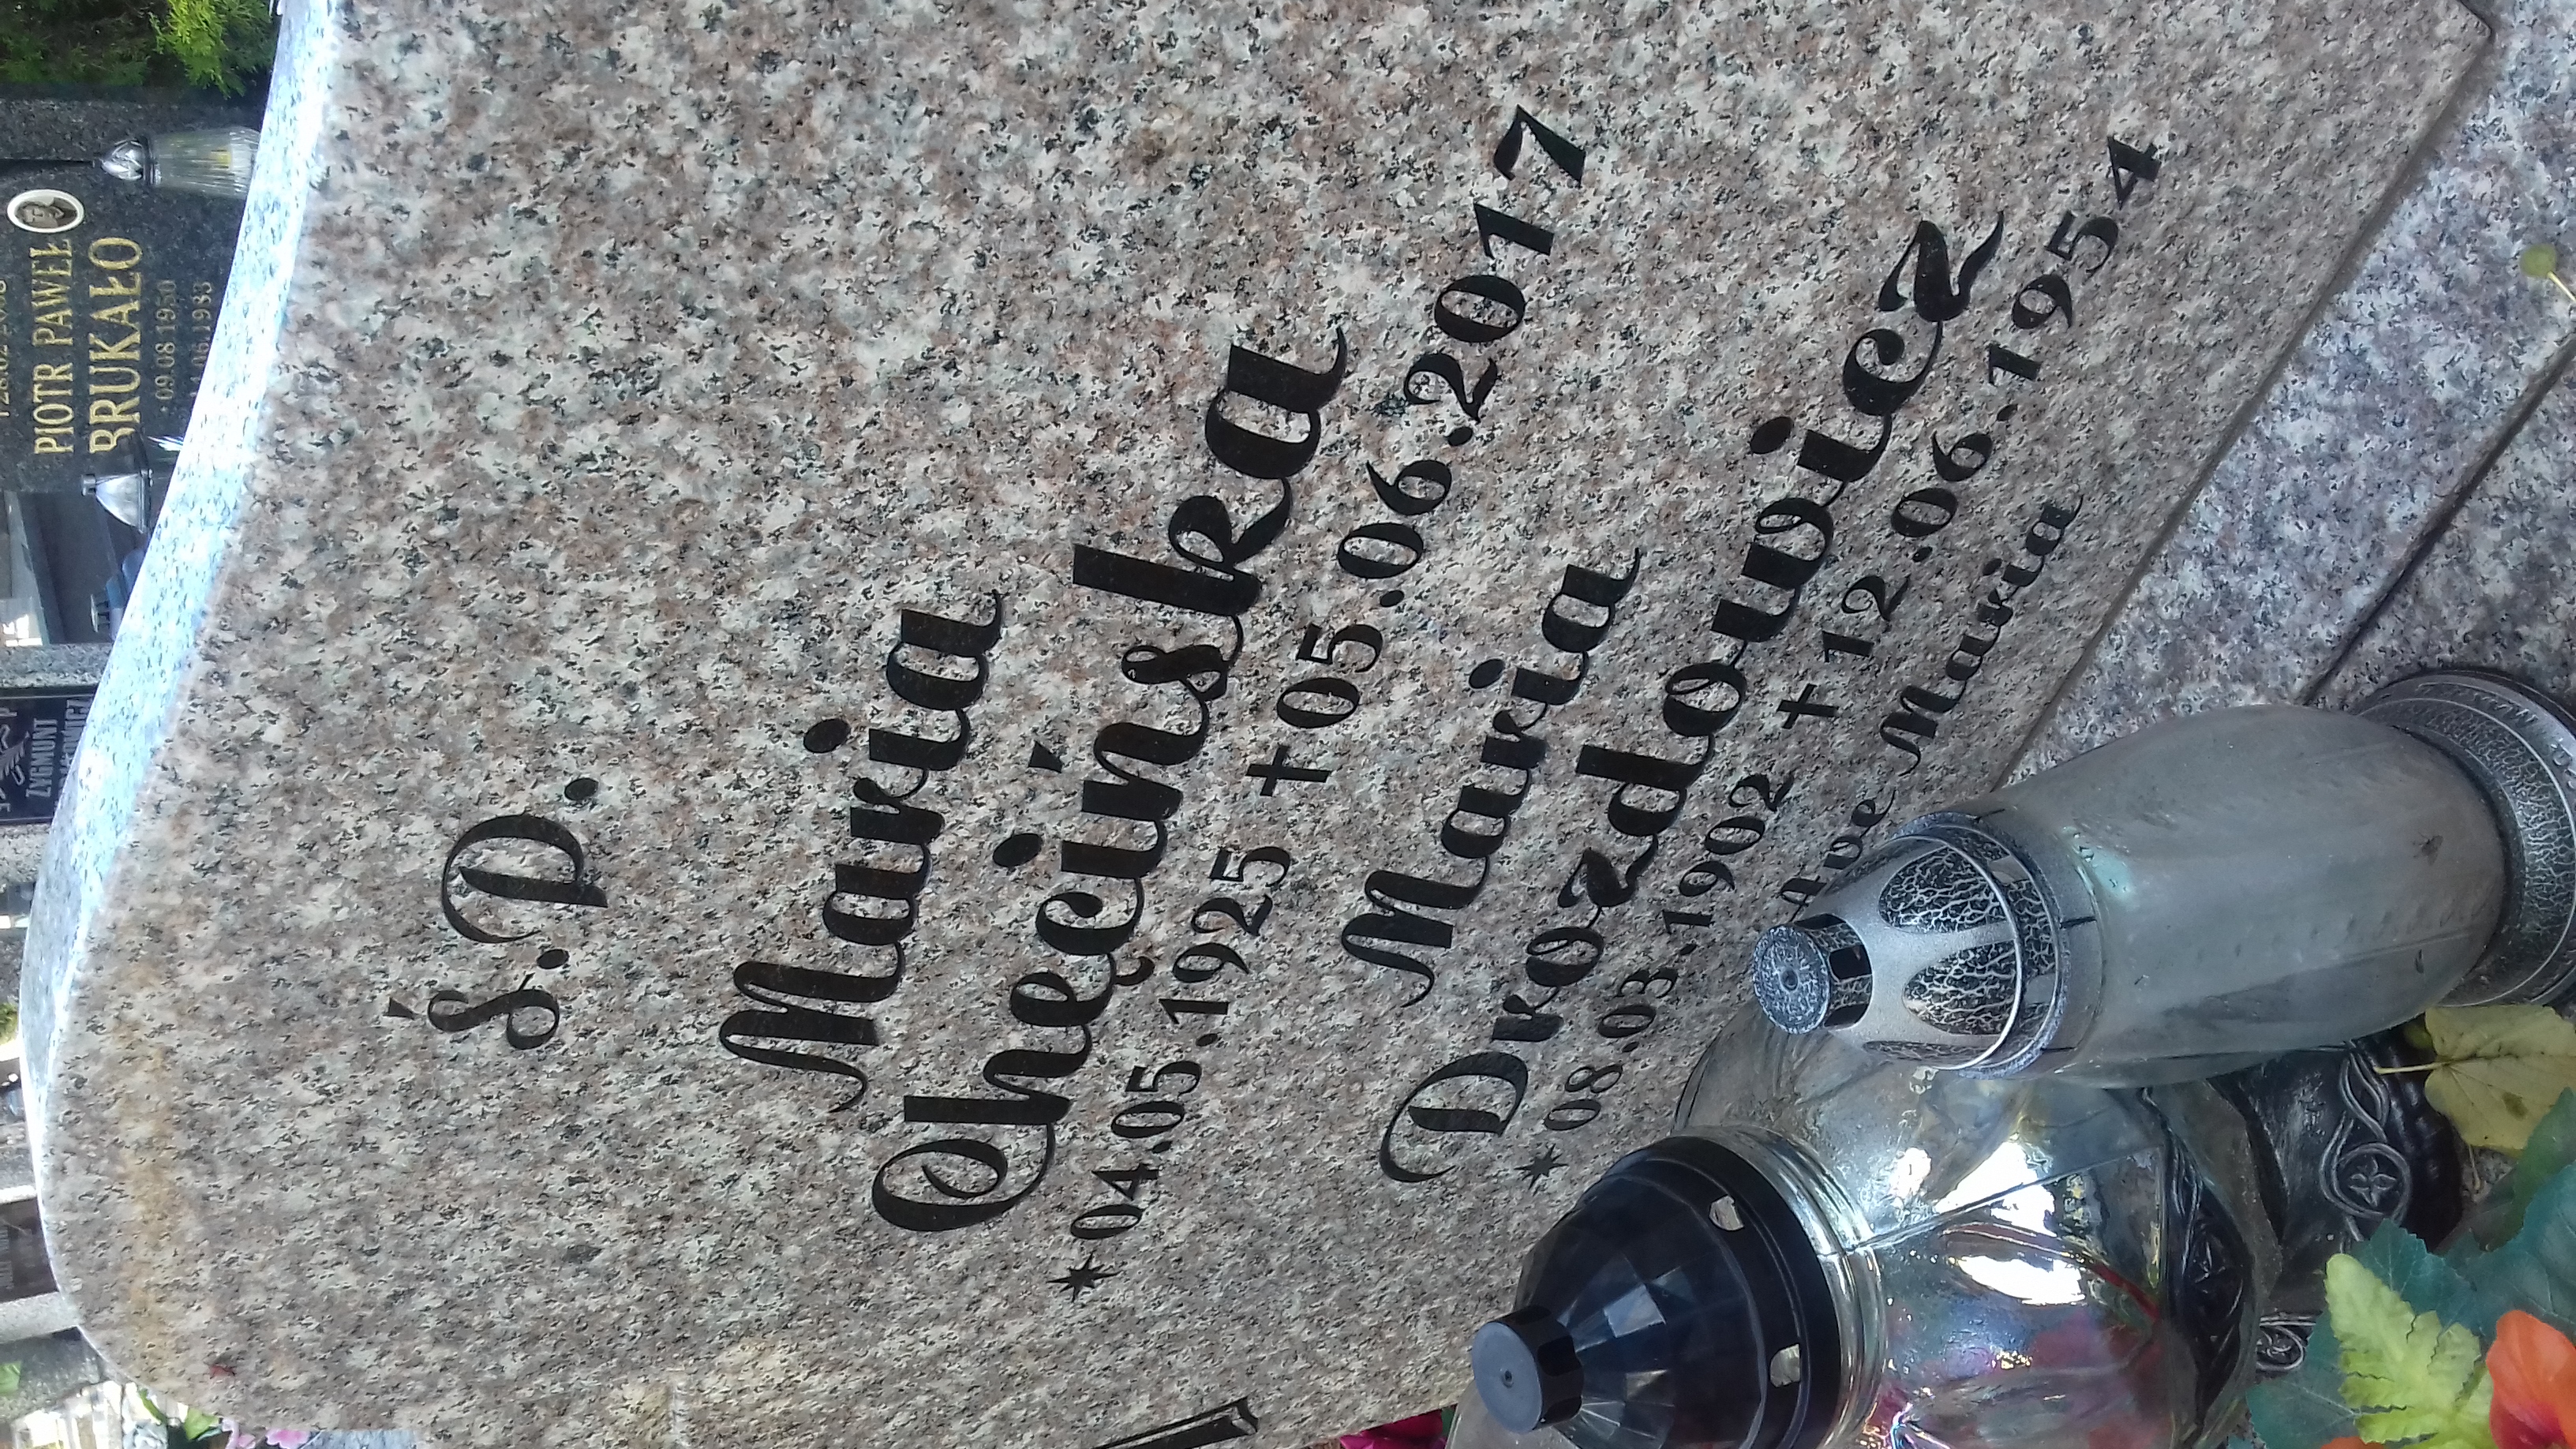 Ś.P.
Maria
Chęcińska
*04.05.1925 +05.06.2017
Maria
Drozdowicz
*08.03.1902 +12.06.1954
Ave Maria
PIOTR PAWEŁ
BRUKAŁO
09.08.1950
ZYGMUNT